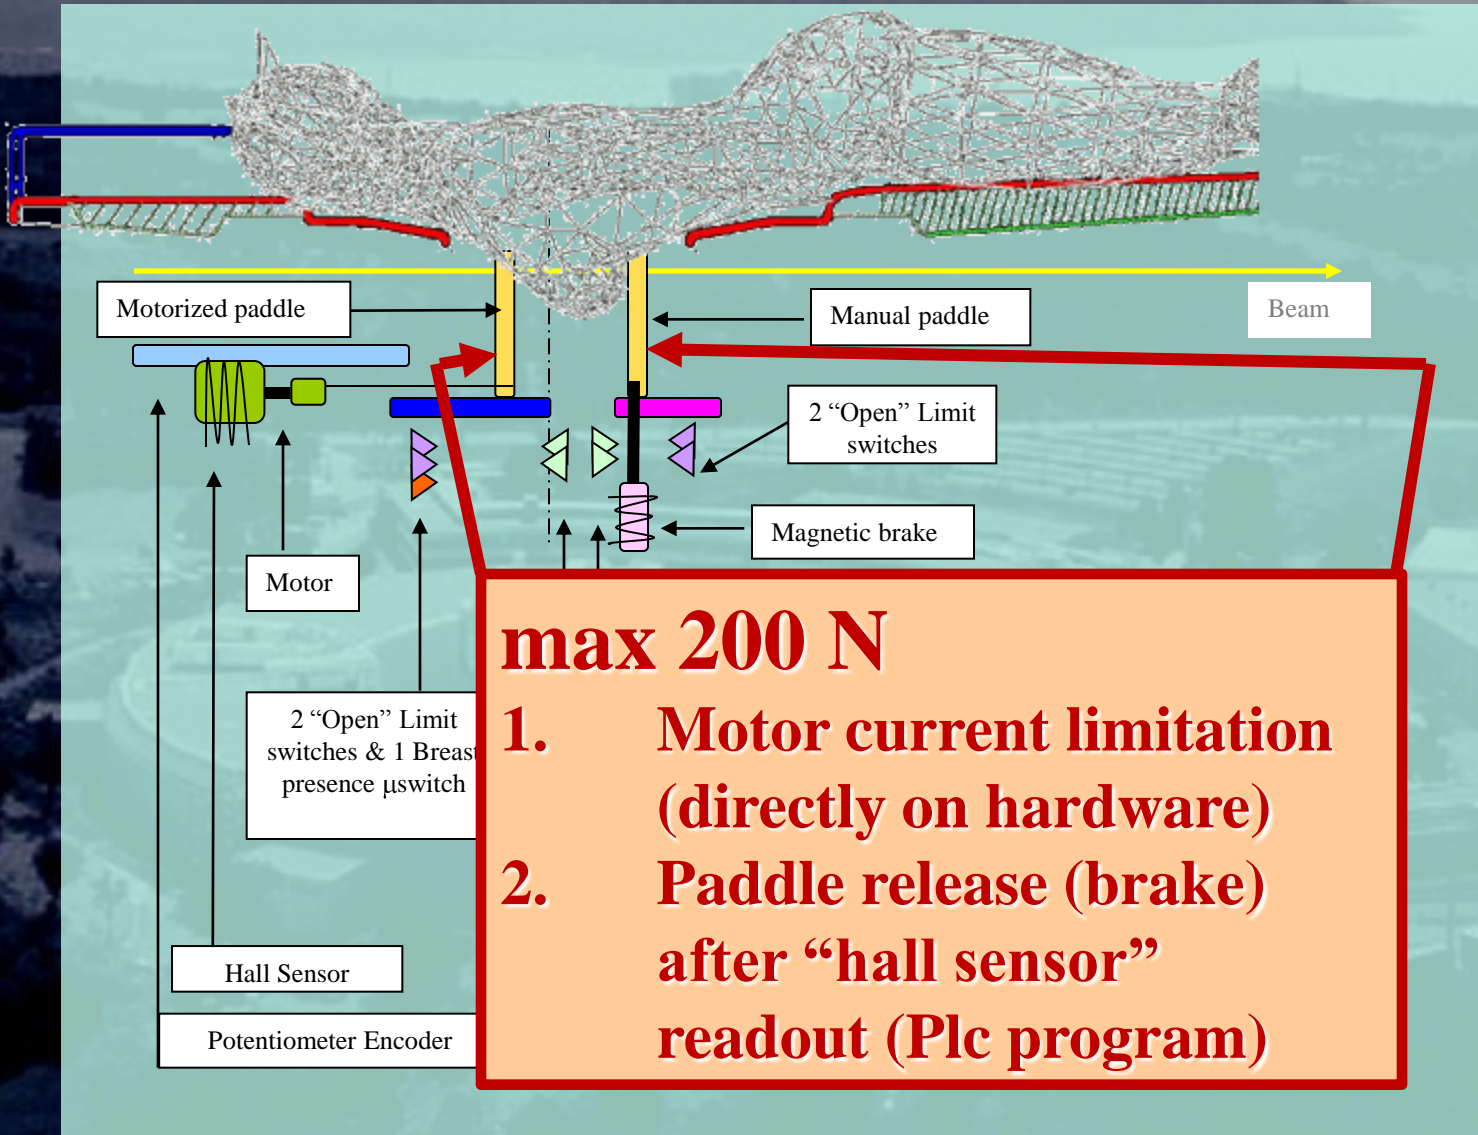 Motorized paddle
Manual paddle
Beam
2 “Open” Limit
switches
Magnetic brake
Motor
2 “Open” Limit
switches & 1 Breast
presence μswitch
Hall Sensor
Potentiometer Encoder
max 200 N
1. Motor current limitation
(directly on hardware)
2. Paddle release (brake)
after “hall sensor”
readout (Plc program)